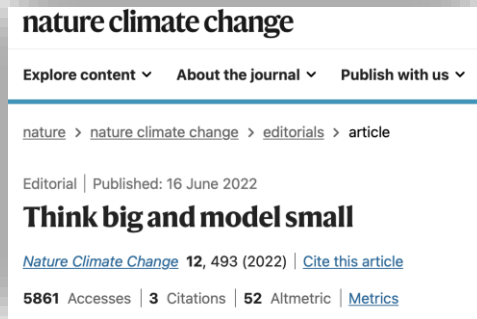 nature climate change
Explore content About the journal Publish with us
nature > nature climate change > editorials > article
Editorial | Published: 16 June 2022
Think big and model small
Nature Climate Change 12, 493 (2022) | Cite this article
5861 Accesses | 3 Citations | 52 Altmetric | Metrics